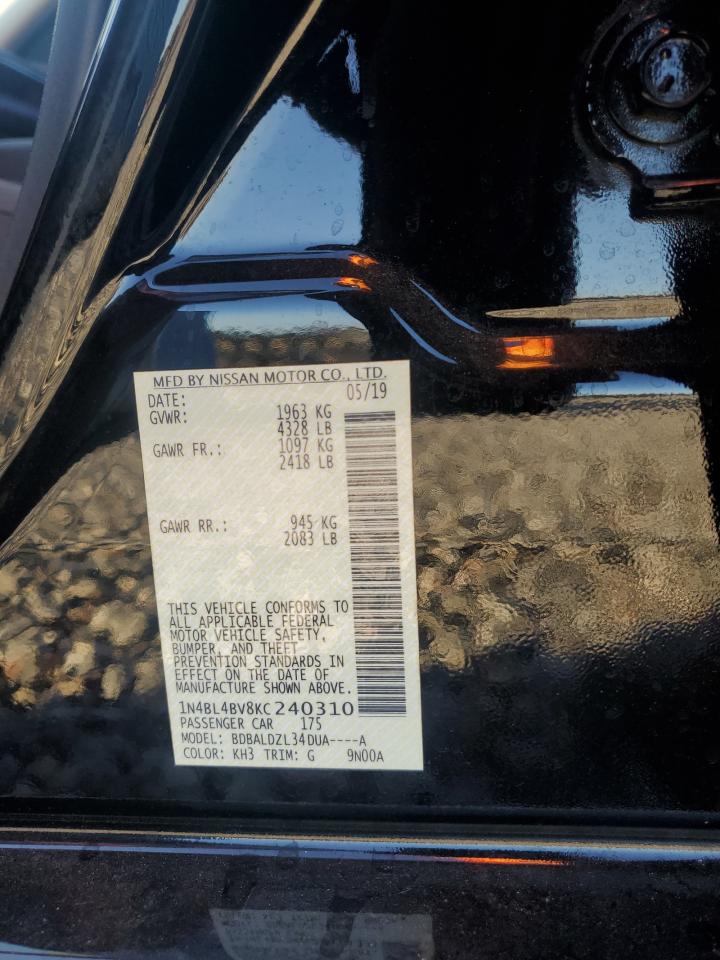 MFD BY NISSAN MOTOR CO., LTD.
DATE: 05/19
GVWR: 1963 KG
4328 LB
GAWR FR.: 1097 KG
2418 LB
GAWR RR.: 945 KG
2083 LB
THIS VEHICLE CONFORMS TO
ALL APPLICABLE FEDERAL
MOTOR VEHICLE SAFETY,
BUMPER, AND THEFT
PREVENTION STANDARDS IN
EFFECT ON THE DATE OF
MANUFACTURE SHOWN ABOVE.
1N4BL4BV8KC240310
PASSENGER CAR 175
MODEL: BDBALDZL34DUA----A
COLOR: KH3 TRIM: G 9N00A